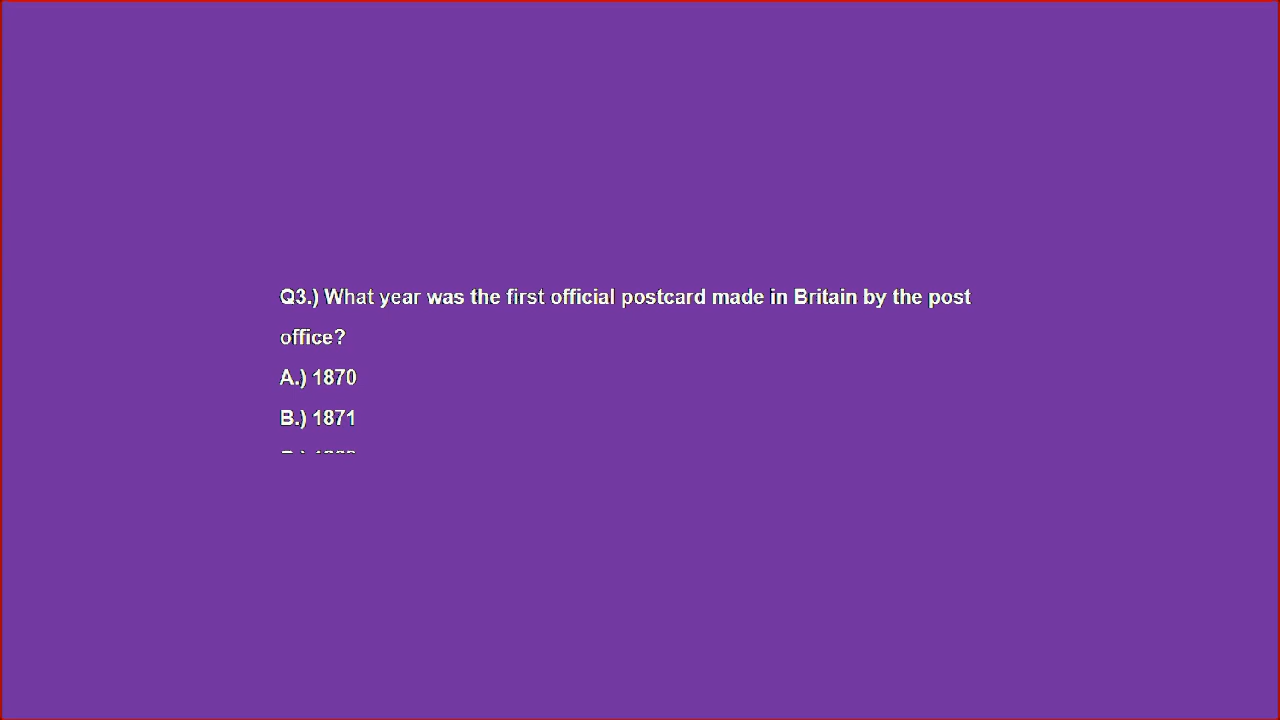 Q3.) What year was the first official postcard made in Britain by the post
office?
A.) 1870
B.) 1871